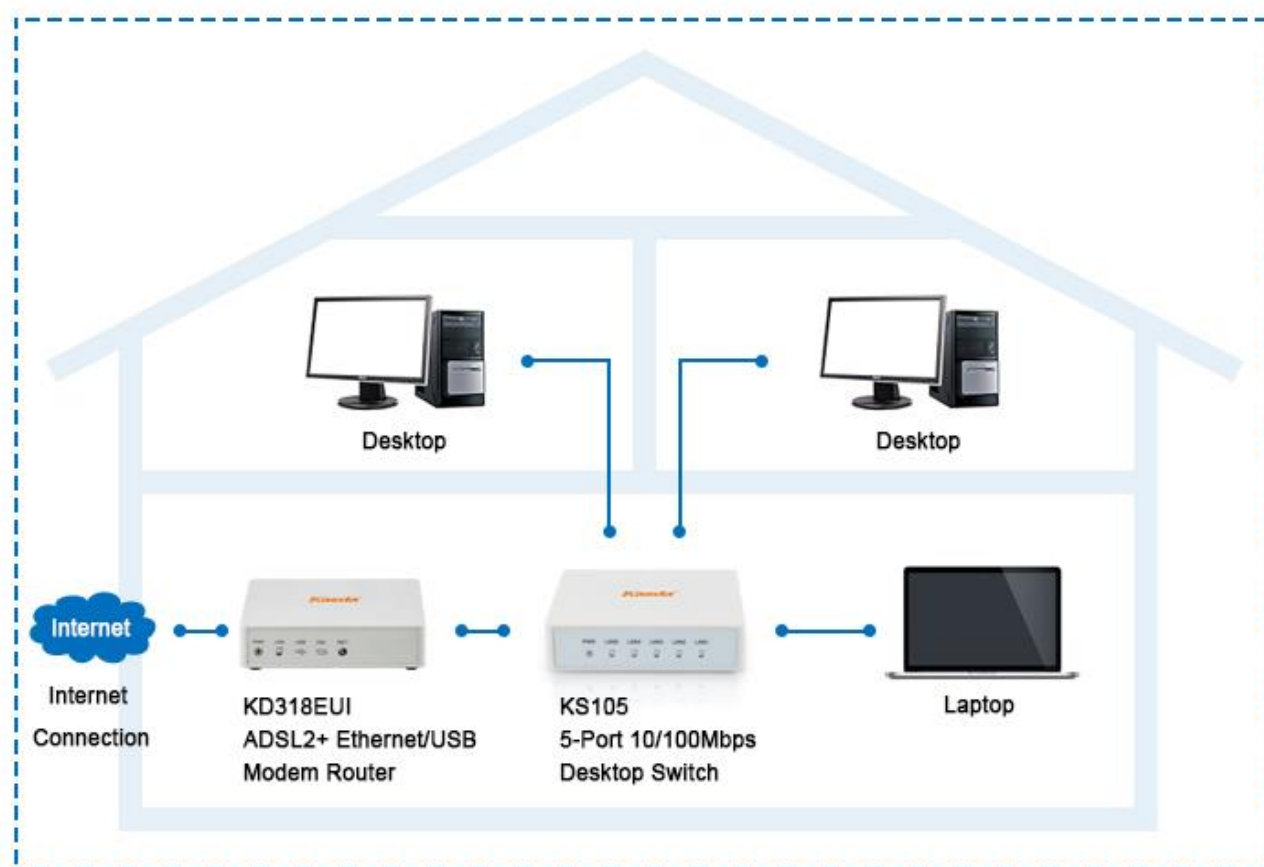 Desktop
Desktop
Internet
Internet
Connection
KD318EUI
ADSL2+ Ethernet/USB
Modem Router
KS105
5-Port 10/100Mbps
Desktop Switch
Laptop